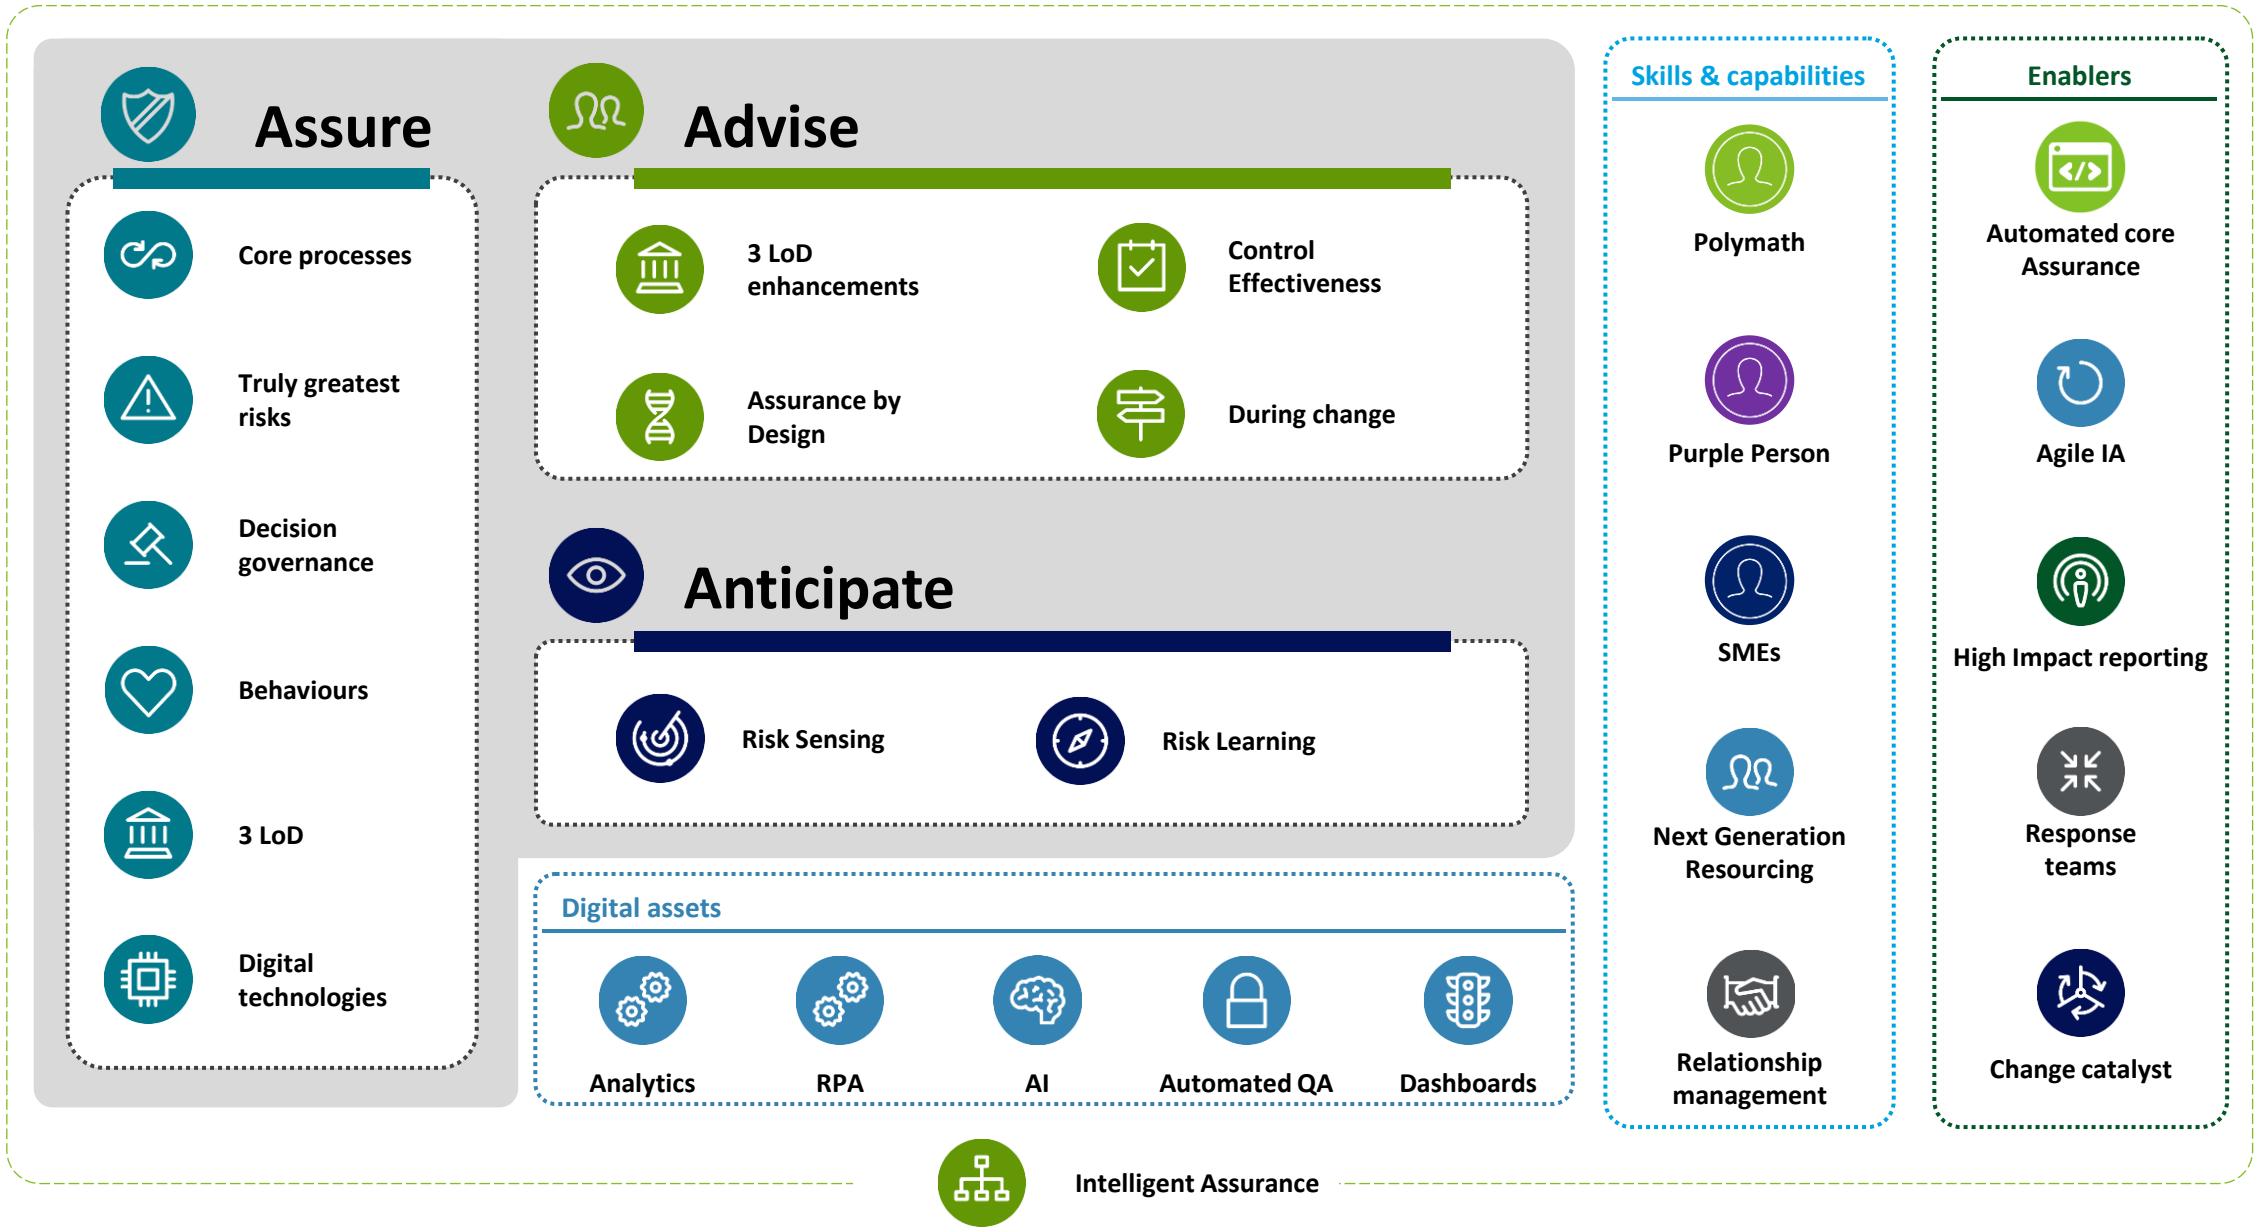 Assure
Core processes
Truly greatest
risks
Decision
governance
Behaviours
3 LoD
Digital
technologies
Advise
3 LoD
enhancements
Control
Effectiveness
Assurance by
Design
During change
Anticipate
Risk Sensing
Risk Learning
Digital assets
Analytics
RPA
AI
Automated QA
Dashboards
Skills & capabilities
Polymath
Purple Person
SMEs
Next Generation
Resourcing
Relationship
management
Enablers
</>
Automated core
Assurance
Agile IA
High Impact reporting
Response
teams
Change catalyst
Intelligent Assurance